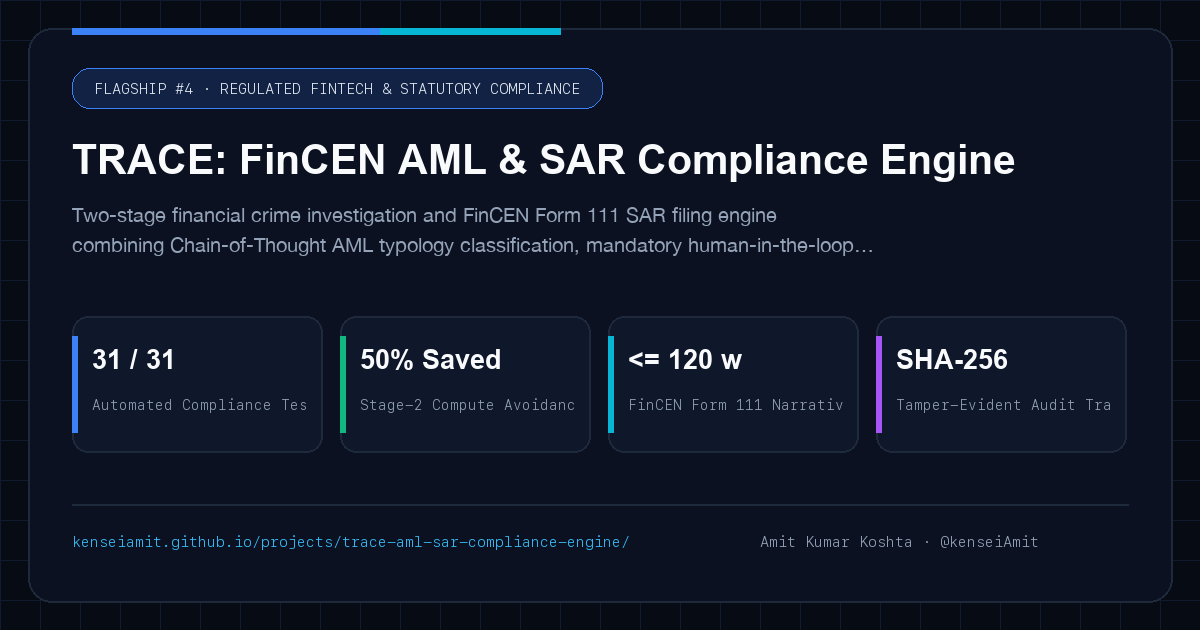 FLAGSHIP #4 · REGULATED FINTECH & STATUTORY COMPLIANCE
TRACE: FinCEN AML & SAR Compliance Engine
Two-stage financial crime investigation and FinCEN Form 111 SAR filing engine
combining Chain-of-Thought AML typology classification, mandatory human-in-the-loop…
31 / 31
Automated Compliance Tes
50% Saved
Stage-2 Compute Avoidanc
<= 120 w
FinCEN Form 111 Narrativ
SHA-256
Tamper-Evident Audit Tra
kenseiamit.github.io/projects/trace-aml-sar-compliance-engine/
Amit Kumar Koshta · @kenseiAmit